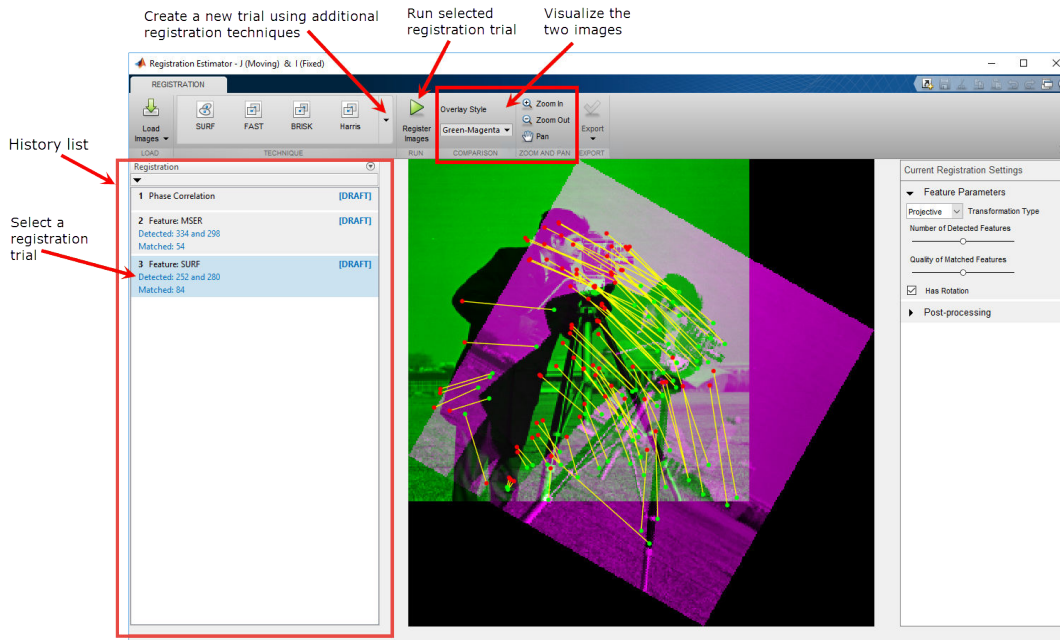 Create a new trial using additional
registration techniques
Run selected
registration trial
Visualize the
two images
Registration Estimator - J (Moving) & I (Fixed)
REGISTRATION
Load
Images
SURF
FAST
BRISK
Harris
Register
Images
Overlay Style
Green-Magenta
Zoom In
Zoom Out
Pan
Export
LOAD
TECHNIQUE
RUN
COMPARISON
ZOOM AND PAN
EXPORT
History list
Select a
registration
trial
Registration
1 Phase Correlation [DRAFT]
2 Feature: MSER [DRAFT]
Detected: 334 and 298
Matched: 54
3 Feature: SURF [DRAFT]
Detected: 252 and 280
Matched: 84
Current Registration Settings
Feature Parameters
Projective Transformation Type
Number of Detected Features
Quality of Matched Features
Has Rotation
Post-processing